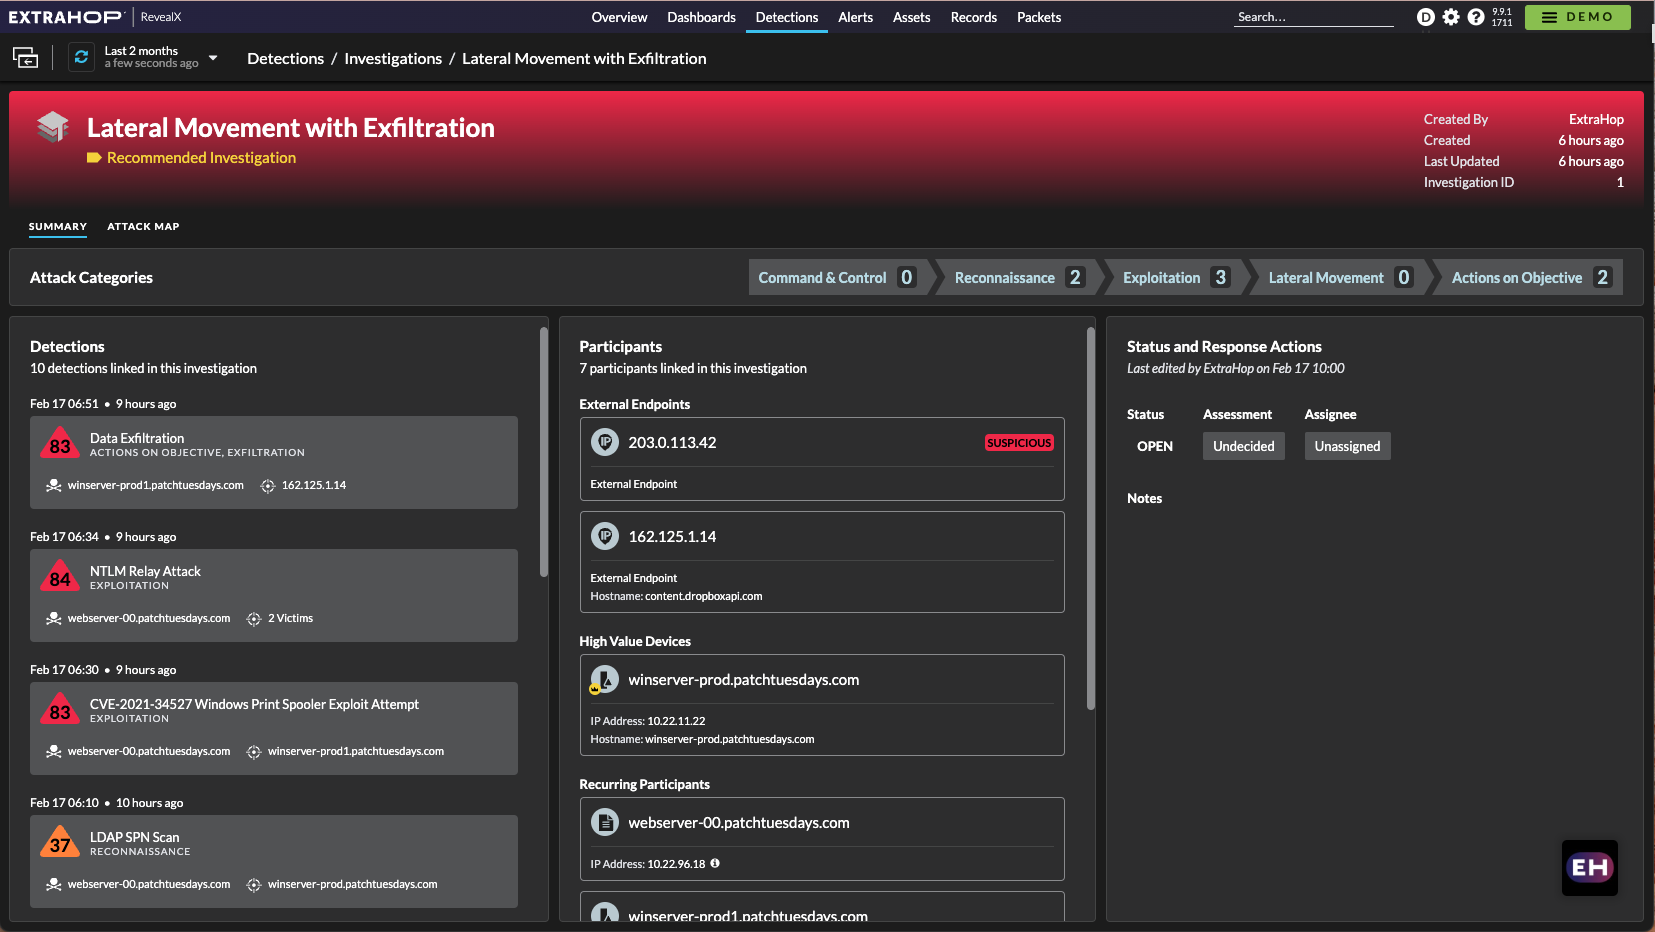 EXTRAHOP RevealX
Overview Dashboards Detections Alerts Assets Records Packets
Search...
D ? 9.9.1
1711
DEMO
Last 2 months
a few seconds ago
Detections / Investigations / Lateral Movement with Exfiltration
Lateral Movement with Exfiltration
Recommended Investigation
Created By ExtraHop
Created 6 hours ago
Last Updated 6 hours ago
Investigation ID 1
SUMMARY ATTACK MAP
Attack Categories
Command & Control 0 Reconnaissance 2 Exploitation 3 Lateral Movement 0 Actions on Objective 2
Detections
10 detections linked in this investigation
Feb 17 06:51 • 9 hours ago
83 Data Exfiltration
ACTIONS ON OBJECTIVE, EXFILTRATION
winserver-prod1.patchtuesdays.com 162.125.1.14
Feb 17 06:34 • 9 hours ago
84 NTLM Relay Attack
EXPLOITATION
webserver-00.patchtuesdays.com 2 Victims
Feb 17 06:30 • 9 hours ago
83 CVE-2021-34527 Windows Print Spooler Exploit Attempt
EXPLOITATION
webserver-00.patchtuesdays.com winserver-prod1.patchtuesdays.com
Feb 17 06:10 • 10 hours ago
37 LDAP SPN Scan
RECONNAISSANCE
webserver-00.patchtuesdays.com winserver-prod.patchtuesdays.com
Participants
7 participants linked in this investigation
External Endpoints
IP 203.0.113.42 SUSPICIOUS
External Endpoint
IP 162.125.1.14
External Endpoint
Hostname: content.dropboxapi.com
High Value Devices
winserver-prod.patchtuesdays.com
IP Address: 10.22.11.22
Hostname: winserver-prod.patchtuesdays.com
Recurring Participants
webserver-00.patchtuesdays.com
IP Address: 10.22.96.18
winserver-prod1.patchtuesdays.com
Status and Response Actions
Last edited by ExtraHop on Feb 17 10:00
Status Assessment Assignee
OPEN Undecided Unassigned
Notes
EH